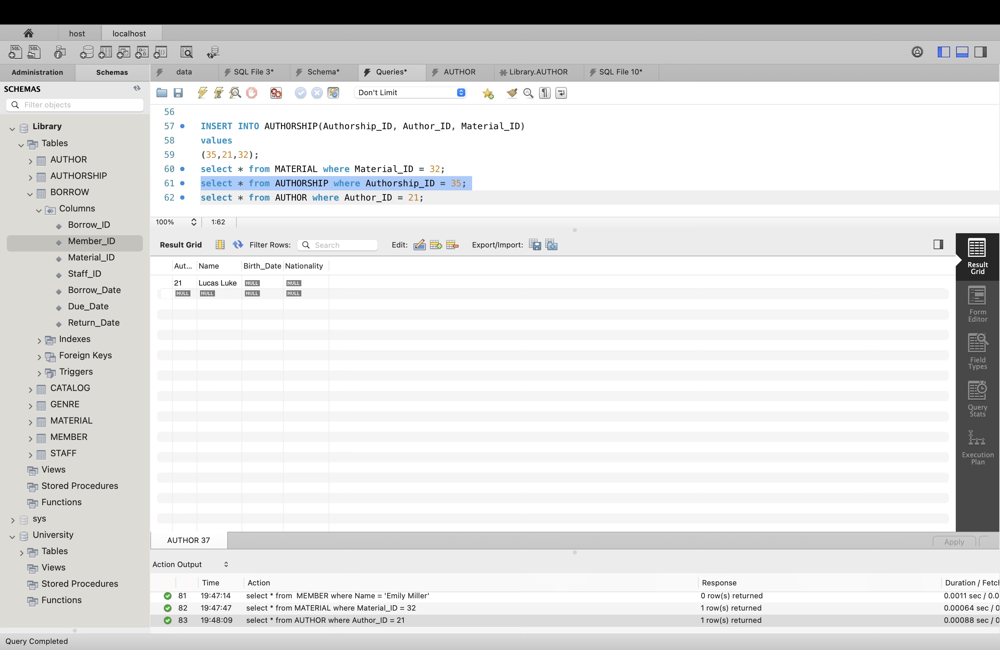 host
localhost
SQL
SQL
Administration
Schemas
data
SQL File 3*
Schema*
Queries*
AUTHOR
Library.AUTHOR
SQL File 10*
SCHEMAS
Filter objects
Don't Limit
Library
Tables
AUTHOR
AUTHORSHIP
BORROW
Columns
Borrow_ID
Member_ID
Material_ID
Staff_ID
Borrow_Date
Due_Date
Return_Date
Indexes
Foreign Keys
Triggers
CATALOG
GENRE
MATERIAL
MEMBER
STAFF
Views
Stored Procedures
Functions
sys
University
Tables
Views
Stored Procedures
Functions
56
57 INSERT INTO AUTHORSHIP(Authorship_ID, Author_ID, Material_ID)
58 values
59 (35,21,32);
60 select * from MATERIAL where Material_ID = 32;
61 select * from AUTHORSHIP where Authorship_ID = 35;
62 select * from AUTHOR where Author_ID = 21;
100% 1:62
Result Grid Filter Rows: Search Edit: Export/Import:
Aut... Name Birth_Date Nationality
21 Lucas Luke NULL NULL
NULL NULL NULL NULL
Result
Grid
Form
Editor
Field
Types
Query
Stats
Execution
Plan
AUTHOR 37
Apply
Action Output
Time Action Response Duration / Fetch
81 19:47:14 select * from  MEMBER where Name = 'Emily Miller' 0 row(s) returned 0.0011 sec / 0.0
82 19:47:47 select * from MATERIAL where Material_ID = 32 1 row(s) returned 0.00064 sec / 0
83 19:48:09 select * from AUTHOR where Author_ID = 21 1 row(s) returned 0.00088 sec / 0
Query Completed